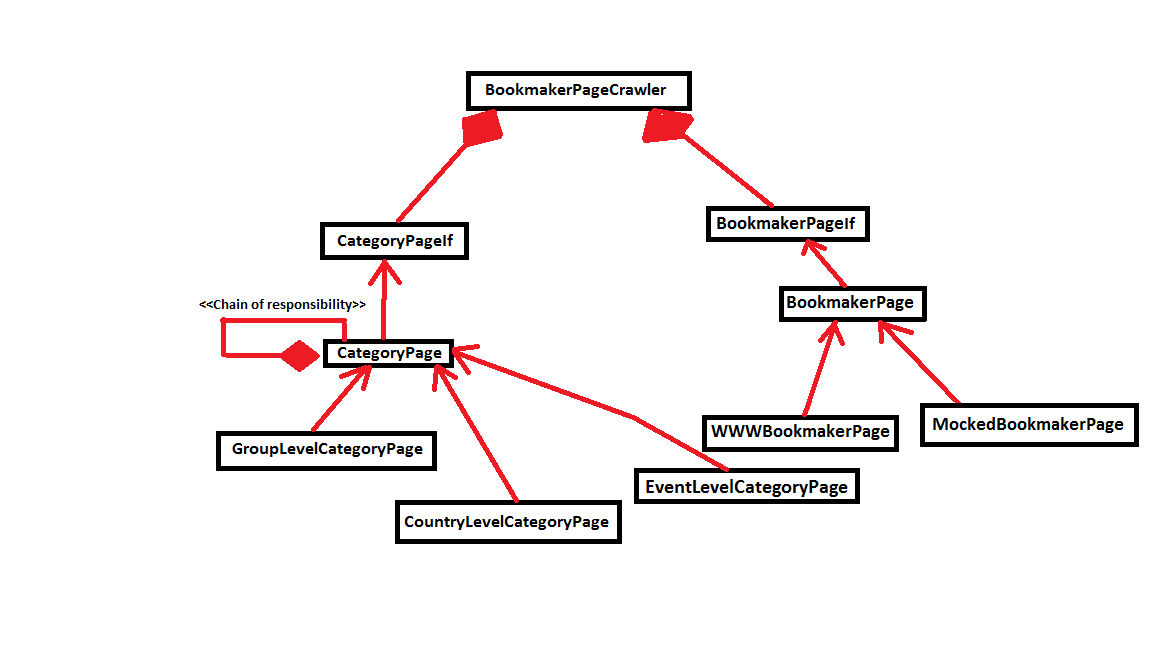 BookmakerPageCrawler
BookmakerPageIf
CategoryPageIf
BookmakerPage
<<Chain of responsibility>>
CategoryPage
MockedBookmakerPage
WWWBookmakerPage
GroupLevelCategoryPage
EventLevelCategoryPage
CountryLevelCategoryPage